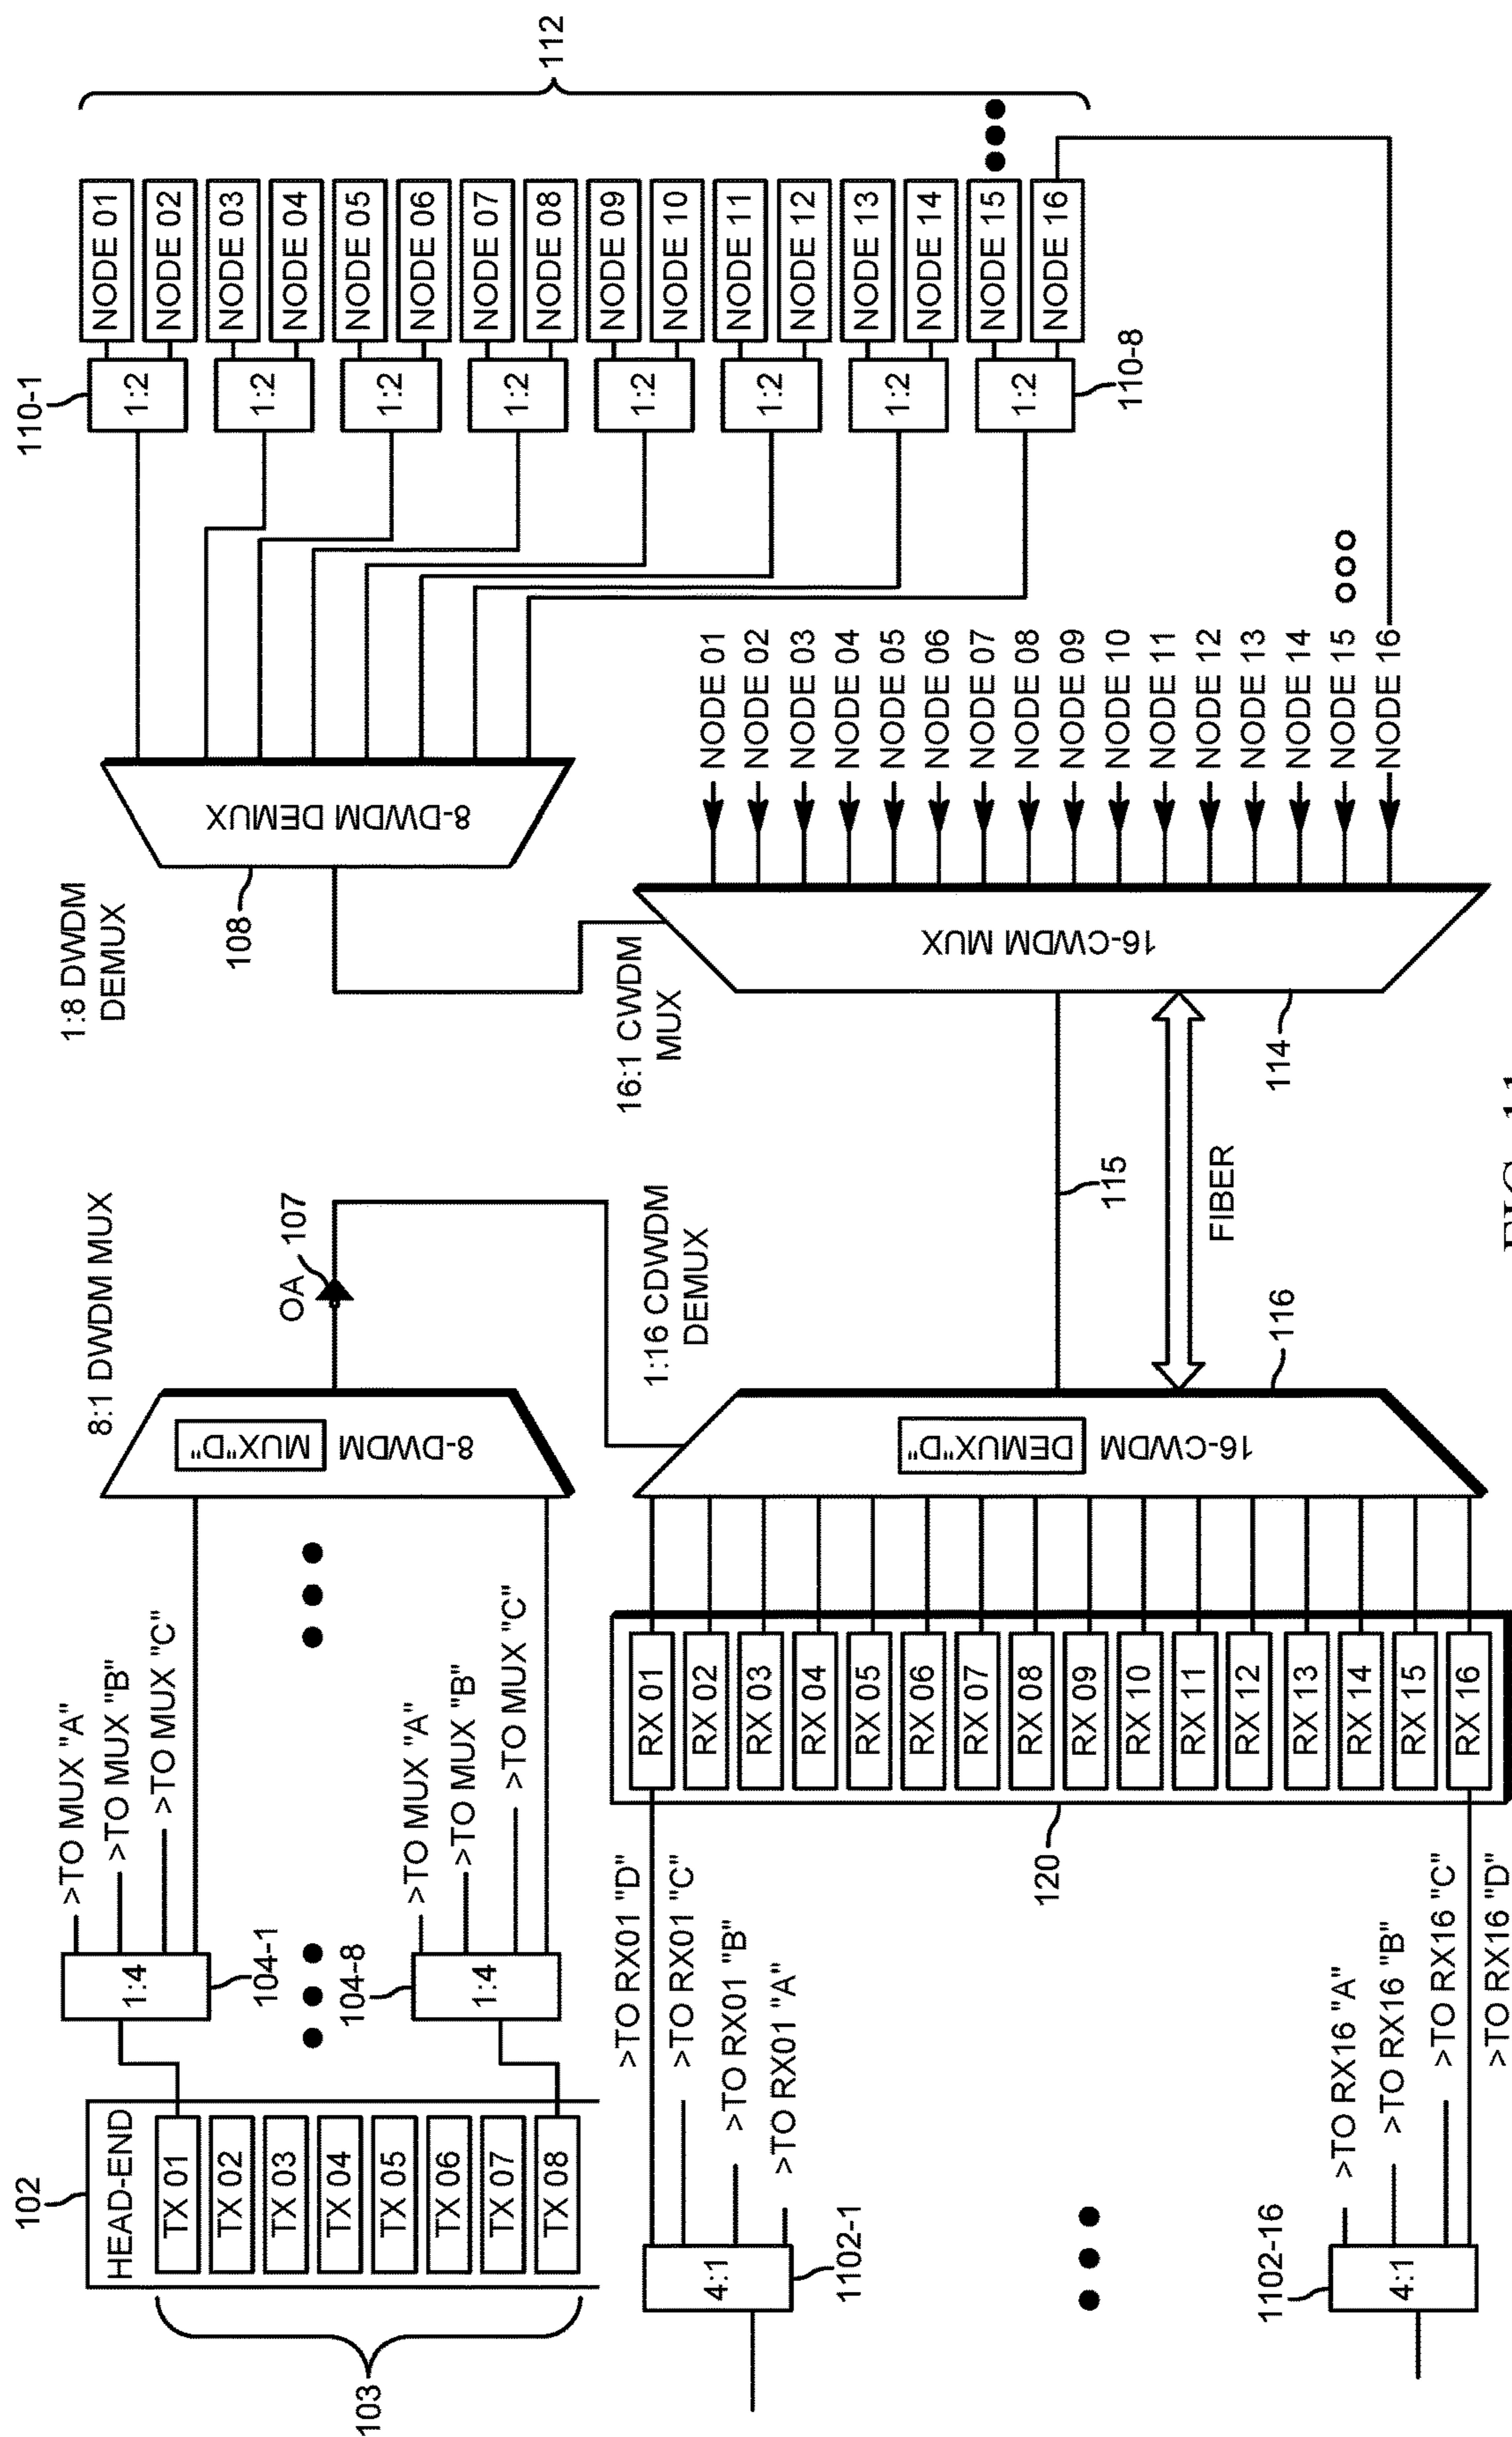 102
HEAD-END
TX 01
TX 02
TX 03
TX 04
TX 05
TX 06
TX 07
TX 08
103
1:4
104-1
>TO MUX "A"
>TO MUX "B"
>TO MUX "C"
104-8
1:4
>TO MUX "A"
>TO MUX "B"
>TO MUX "C"
8:1 DWDM MUX
8-DWDM
MUX"D"
OA
107
1:8 DWDM
DEMUX
108
8-DWDM DEMUX
110-1
1:2
1:2
1:2
1:2
1:2
1:2
1:2
1:2
110-8
NODE 01
NODE 02
NODE 03
NODE 04
NODE 05
NODE 06
NODE 07
NODE 08
NODE 09
NODE 10
NODE 11
NODE 12
NODE 13
NODE 14
NODE 15
NODE 16
112
4:1
1102-1
>TO RX01 "D"
>TO RX01 "C"
>TO RX01 "B"
>TO RX01 "A"
1102-16
4:1
>TO RX16 "A"
>TO RX16 "B"
>TO RX16 "C"
>TO RX16 "D"
120
RX 01
RX 02
RX 03
RX 04
RX 05
RX 06
RX 07
RX 08
RX 09
RX 10
RX 11
RX 12
RX 13
RX 14
RX 15
RX 16
1:16 CDWDM
DEMUX
16-CWDM
DEMUX"D"
116
115
FIBER
16:1 CWDM
MUX
16-CWDM MUX
114
NODE 01
NODE 02
NODE 03
NODE 04
NODE 05
NODE 06
NODE 07
NODE 08
NODE 09
NODE 10
NODE 11
NODE 12
NODE 13
NODE 14
NODE 15
NODE 16